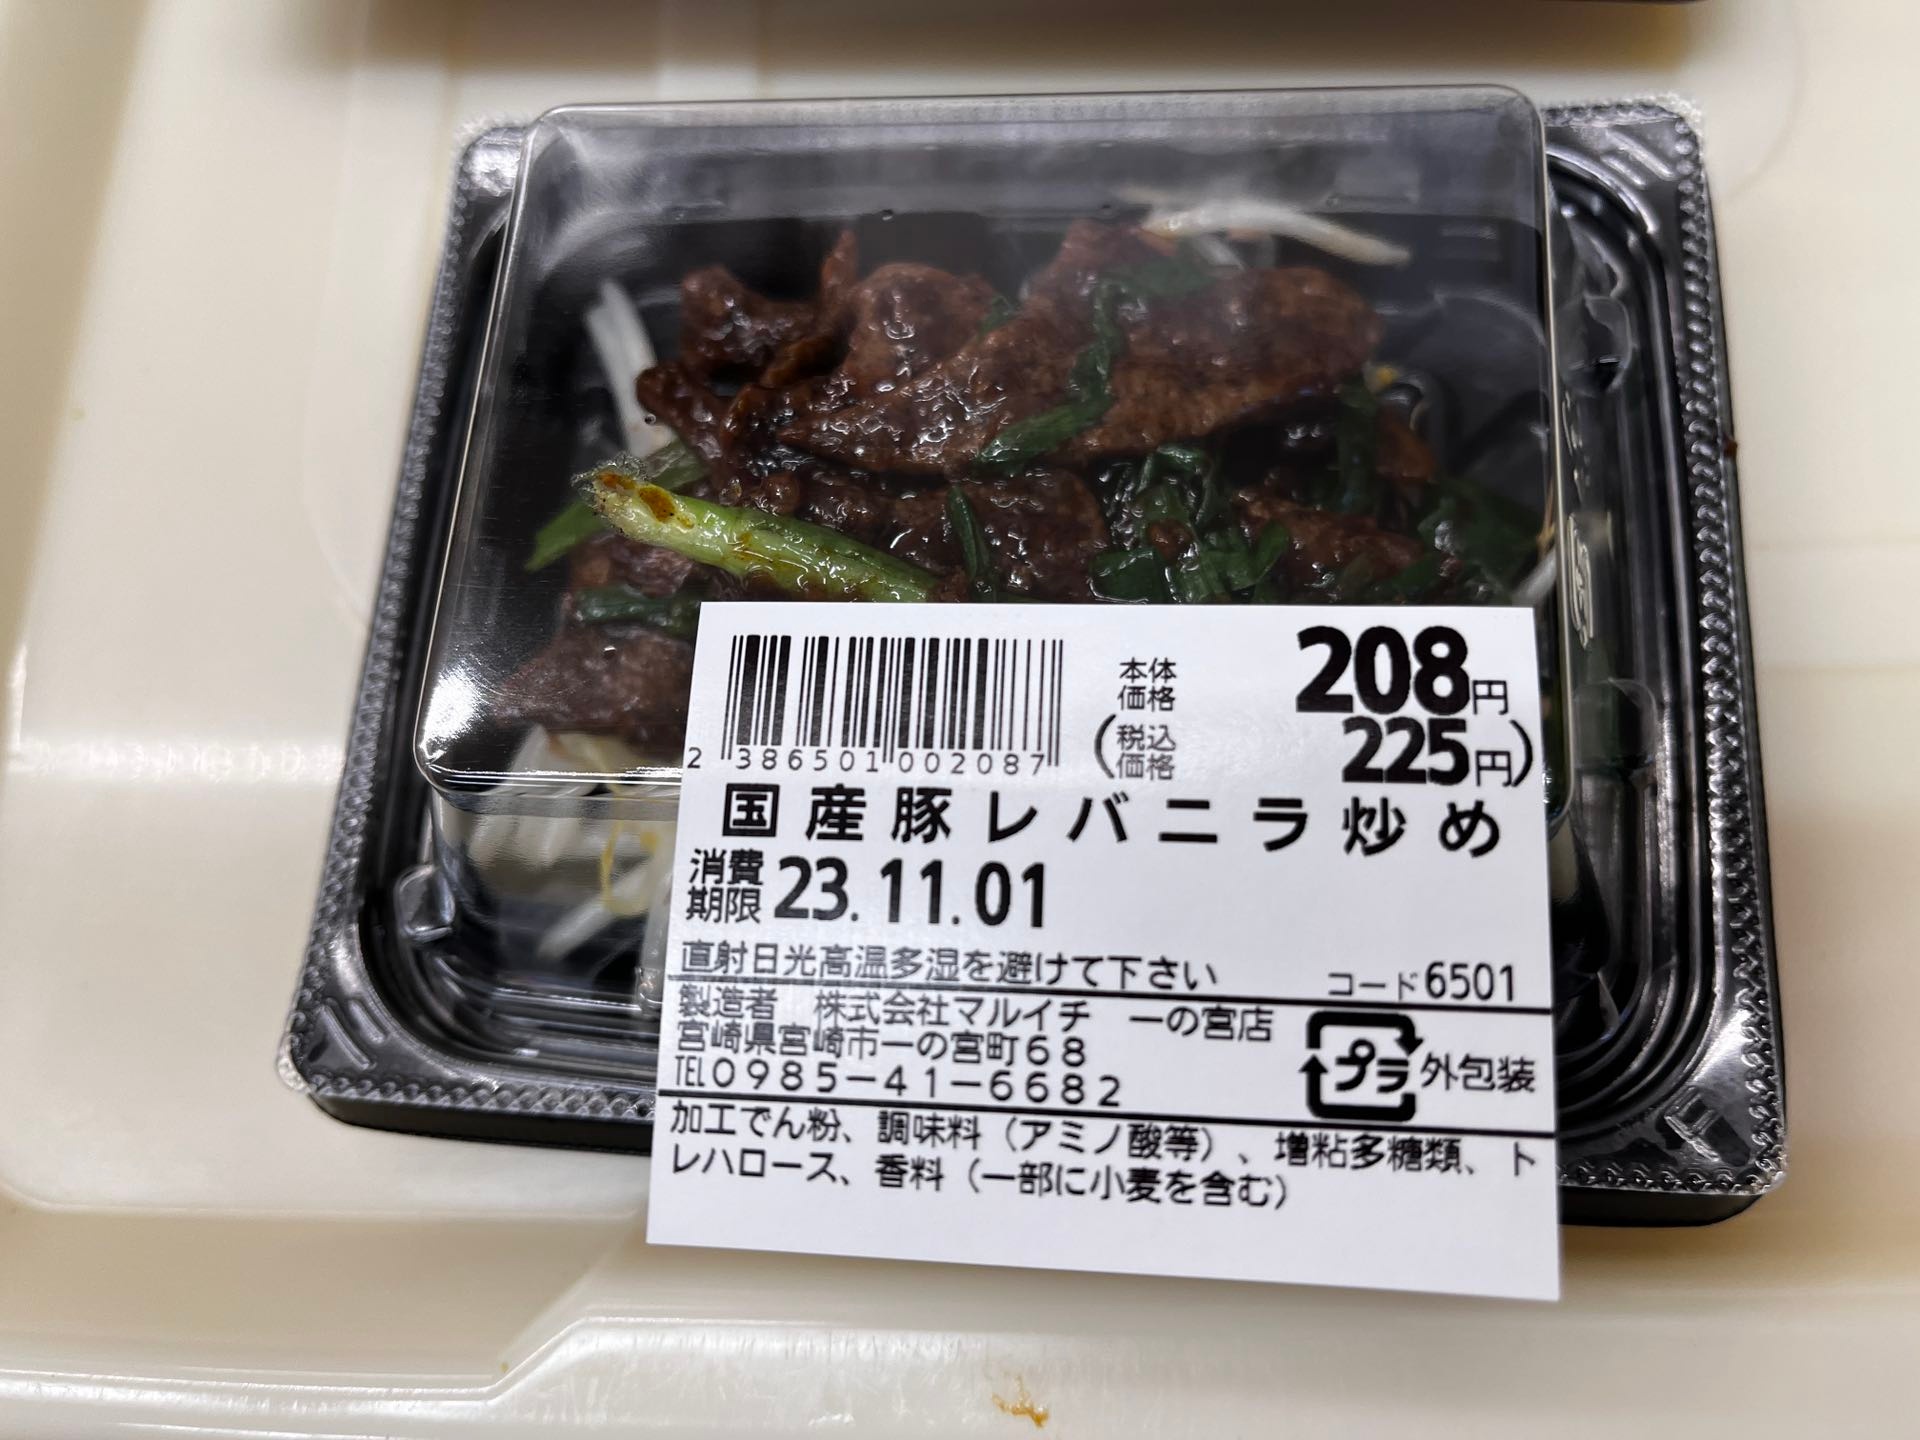 本体価格 208円
(税込価格 225円)
2 386501 002087
国産豚レバニラ炒め
消費期限 23.11.01
直射日光高温多湿を避けて下さい コード6501
製造者 株式会社マルイチ 一の宮店
宮崎県宮崎市一の宮町68
TEL0985-41-6682
プラ 外包装
加工でん粉、調味料(アミノ酸等)、増粘多糖類、ト
レハロース、香料(一部に小麦を含む)